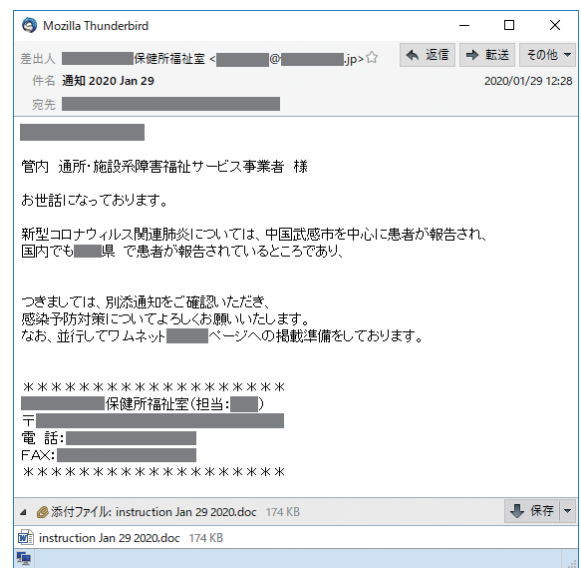 Mozilla Thunderbird
差出人 保健所福祉室 < @ .jp>☆ 返信 転送 その他
件名 通知 2020 Jan 29 2020/01/29 12:28
宛先
管内 通所・施設系障害福祉サービス事業者 様
お世話になっております。
新型コロナウィルス関連肺炎については、中国武感市を中心に患者が報告され、
国内でも 県 で患者が報告されているところであり、
つきましては、別添通知をご確認いただき、
感染予防対策についてよろしくお願いいたします。
なお、並行してワムネット ページへの掲載準備をしております。
＊＊＊＊＊＊＊＊＊＊＊＊＊＊＊＊＊＊＊
保健所福祉室(担当: )
〒
電 話:
FAX:
＊＊＊＊＊＊＊＊＊＊＊＊＊＊＊＊＊＊＊
添付ファイル: instruction Jan 29 2020.doc 174 KB 保存
instruction Jan 29 2020.doc 174 KB